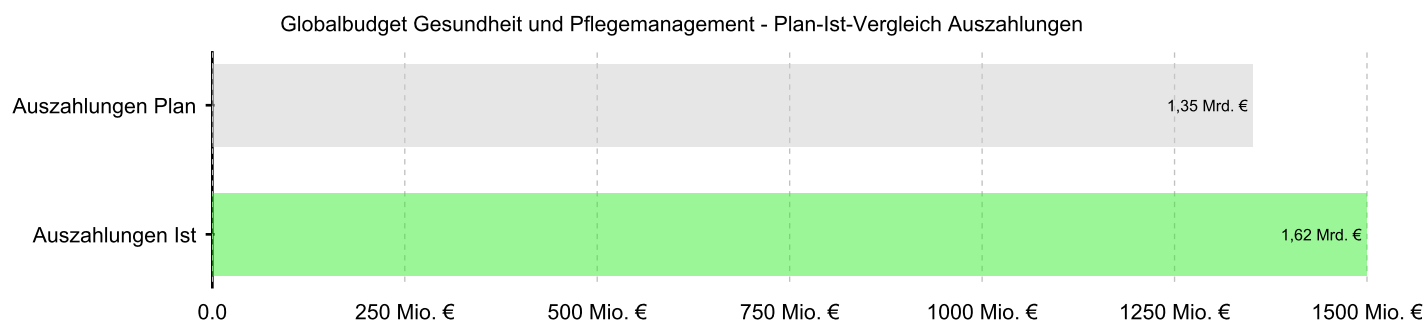 Globalbudget Gesundheit und Pflegemanagement - Plan-Ist-Vergleich Auszahlungen
Auszahlungen Plan
1,35 Mrd. €
Auszahlungen Ist
1,62 Mrd. €
0.0
250 Mio. €
500 Mio. €
750 Mio. €
1000 Mio. €
1250 Mio. €
1500 Mio. €